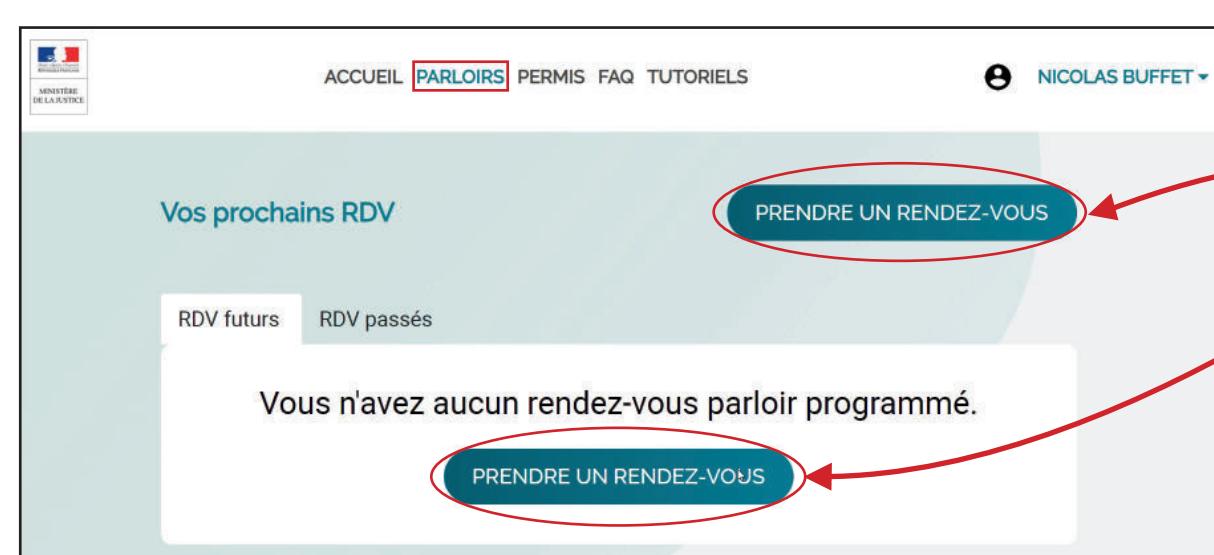 MINISTÈRE
DE LA JUSTICE
ACCUEIL PARLOIRS PERMIS FAQ TUTORIELS
NICOLAS BUFFET
Vos prochains RDV
PRENDRE UN RENDEZ-VOUS
RDV futurs RDV passés
Vous n'avez aucun rendez-vous parloir programmé.
PRENDRE UN RENDEZ-VOUS